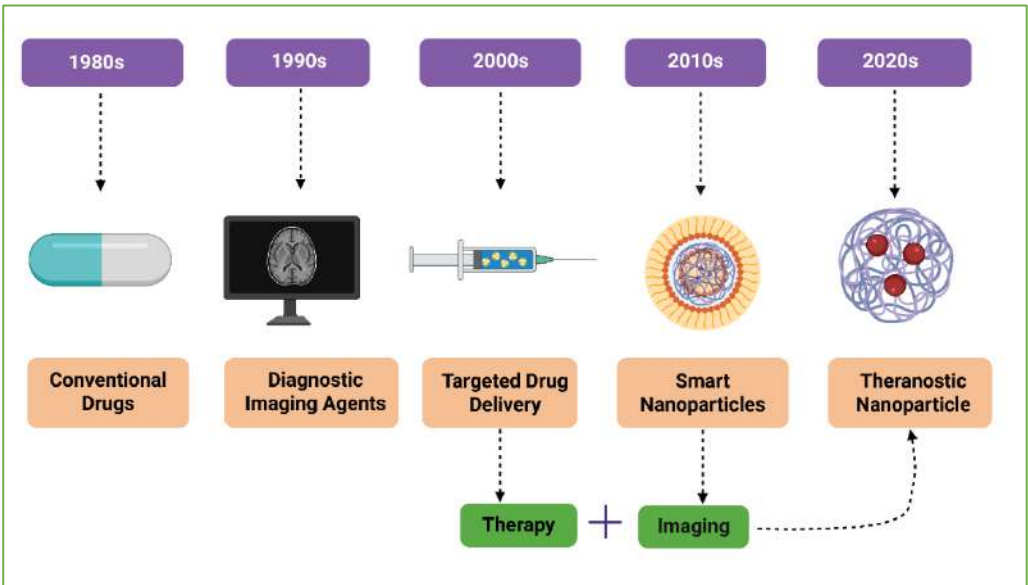 1980s
1990s
2000s
2010s
2020s
Conventional
Drugs
Diagnostic
Imaging Agents
Targeted Drug
Delivery
Smart
Nanoparticles
Theranostic
Nanoparticle
Therapy
+
Imaging